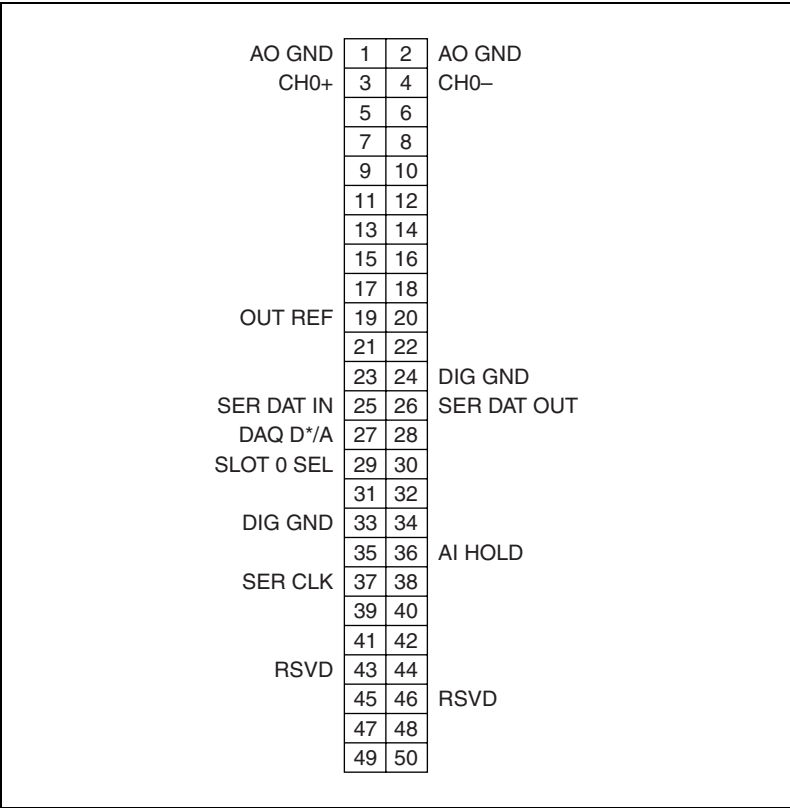 AO GND 1 2 AO GND
CH0+ 3 4 CH0–
5 6
7 8
9 10
11 12
13 14
15 16
17 18
OUT REF 19 20
21 22
23 24 DIG GND
SER DAT IN 25 26 SER DAT OUT
DAQ D*/A 27 28
SLOT 0 SEL 29 30
31 32
DIG GND 33 34
35 36 AI HOLD
SER CLK 37 38
39 40
41 42
RSVD 43 44
45 46 RSVD
47 48
49 50